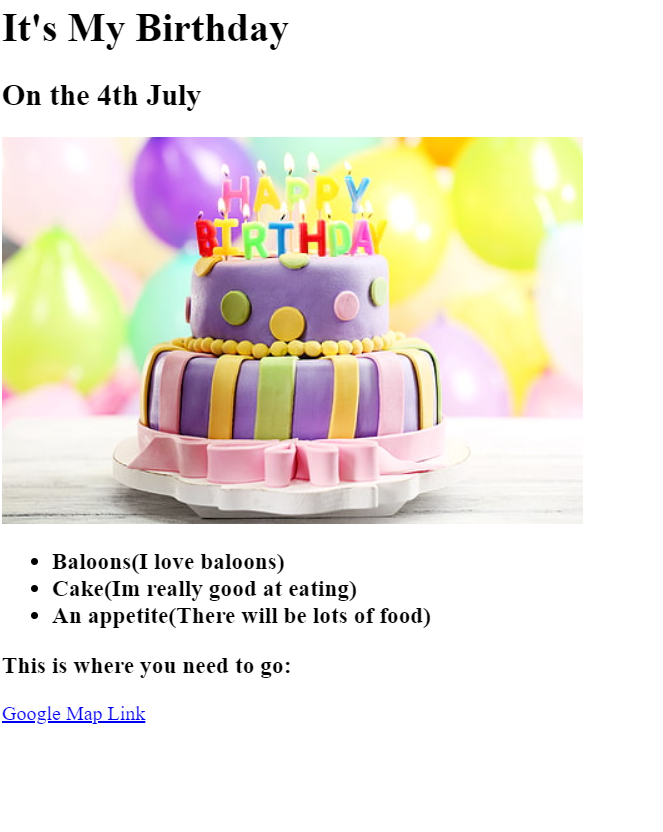 It's My Birthday
On the 4th July
HAPPY
BIRTHDAY
Baloons(I love baloons)
Cake(Im really good at eating)
An appetite(There will be lots of food)
This is where you need to go:
Google Map Link